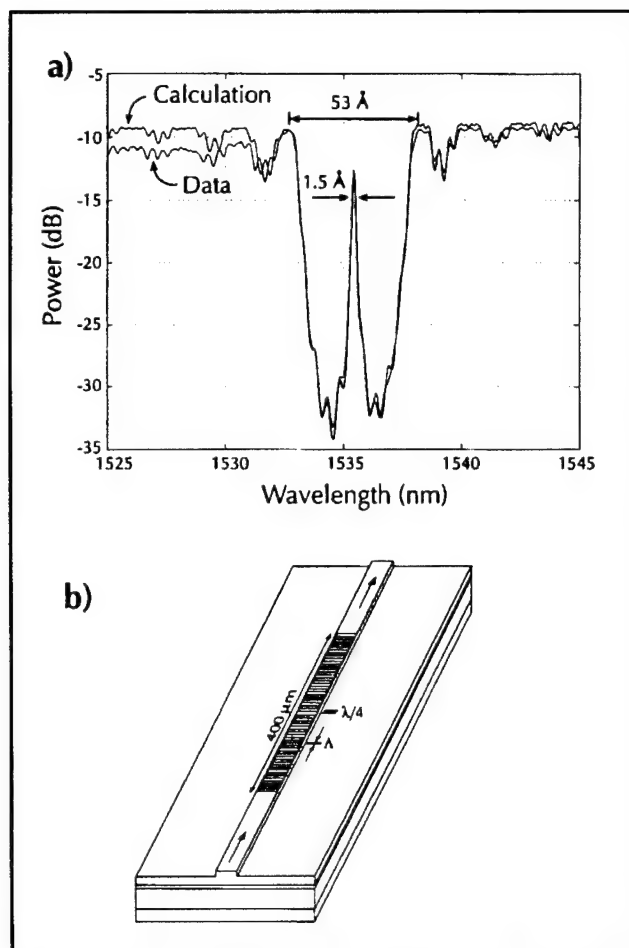 a)
-5
-10
-15
-20
-25
-30
-35
Power (dB)
Calculation
Data
53 Å
1.5 Å
1525
1530
1535
1540
1545
Wavelength (nm)
b)
400 μm
λ/4
Λ